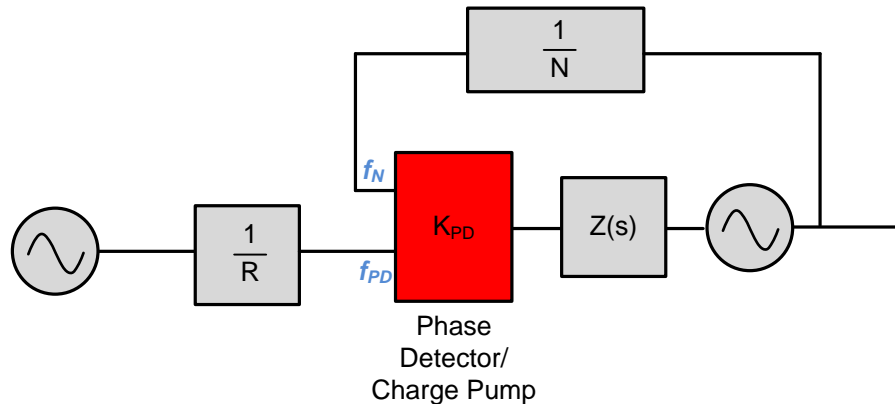 1
N
f_N
K_PD
Z(s)
1
R
f_PD
Phase
Detector/
Charge Pump